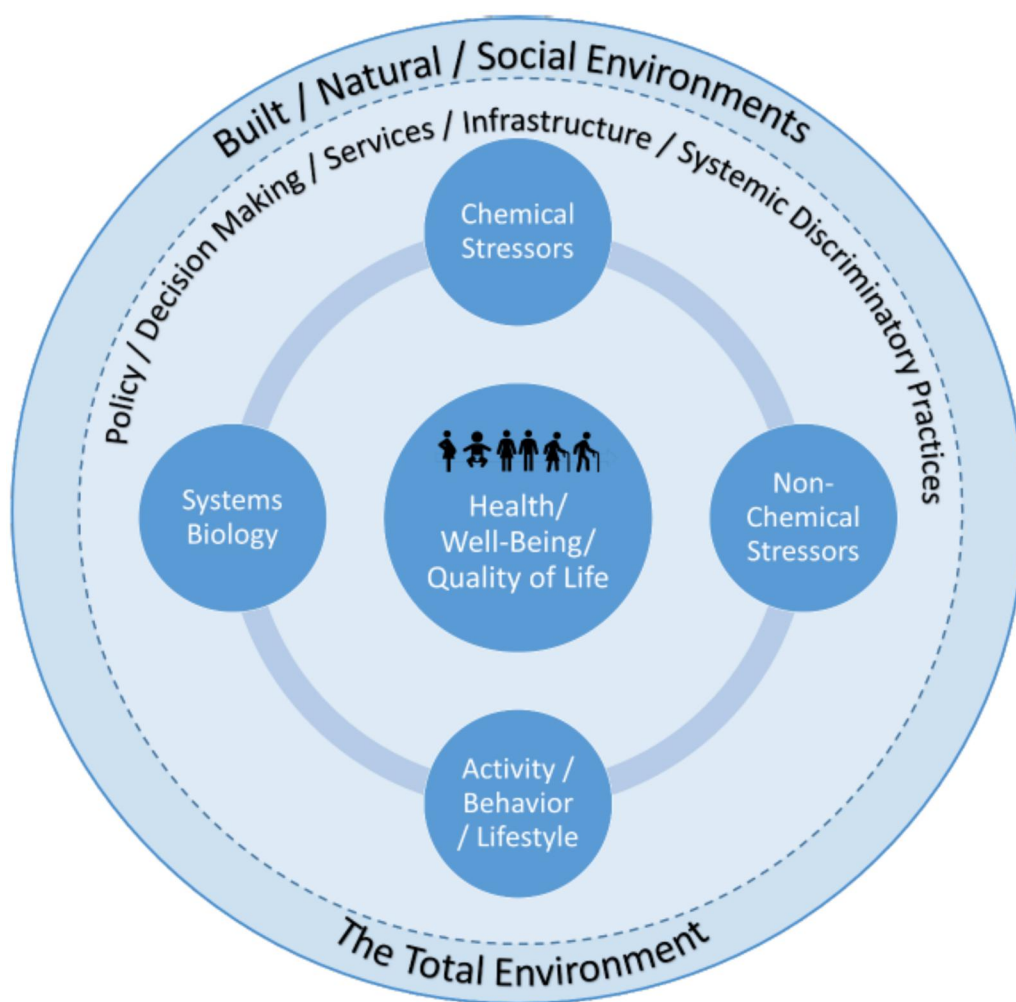 Built / Natural / Social Environments
Policy / Decision Making / Services / Infrastructure / Systemic Discriminatory Practices
Chemical
Stressors
Systems
Biology
Health/
Well-Being/
Quality of Life
Non-
Chemical
Stressors
Activity /
Behavior
/ Lifestyle
The Total Environment